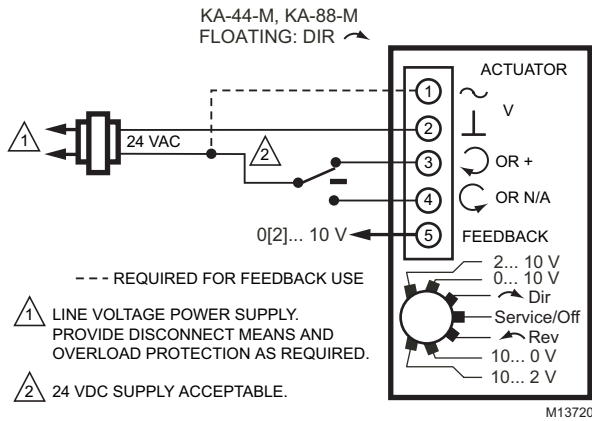 KA-44-M, KA-88-M
FLOATING: DIR
ACTUATOR
1
V
1
24 VAC
2
2
3
OR +
4
OR N/A
0[2]... 10 V
5
FEEDBACK
2... 10 V
0... 10 V
Dir
Service/Off
Rev
10... 0 V
10... 2 V
--- REQUIRED FOR FEEDBACK USE
1 LINE VOLTAGE POWER SUPPLY.
PROVIDE DISCONNECT MEANS AND
OVERLOAD PROTECTION AS REQUIRED.
2 24 VDC SUPPLY ACCEPTABLE.
M13720